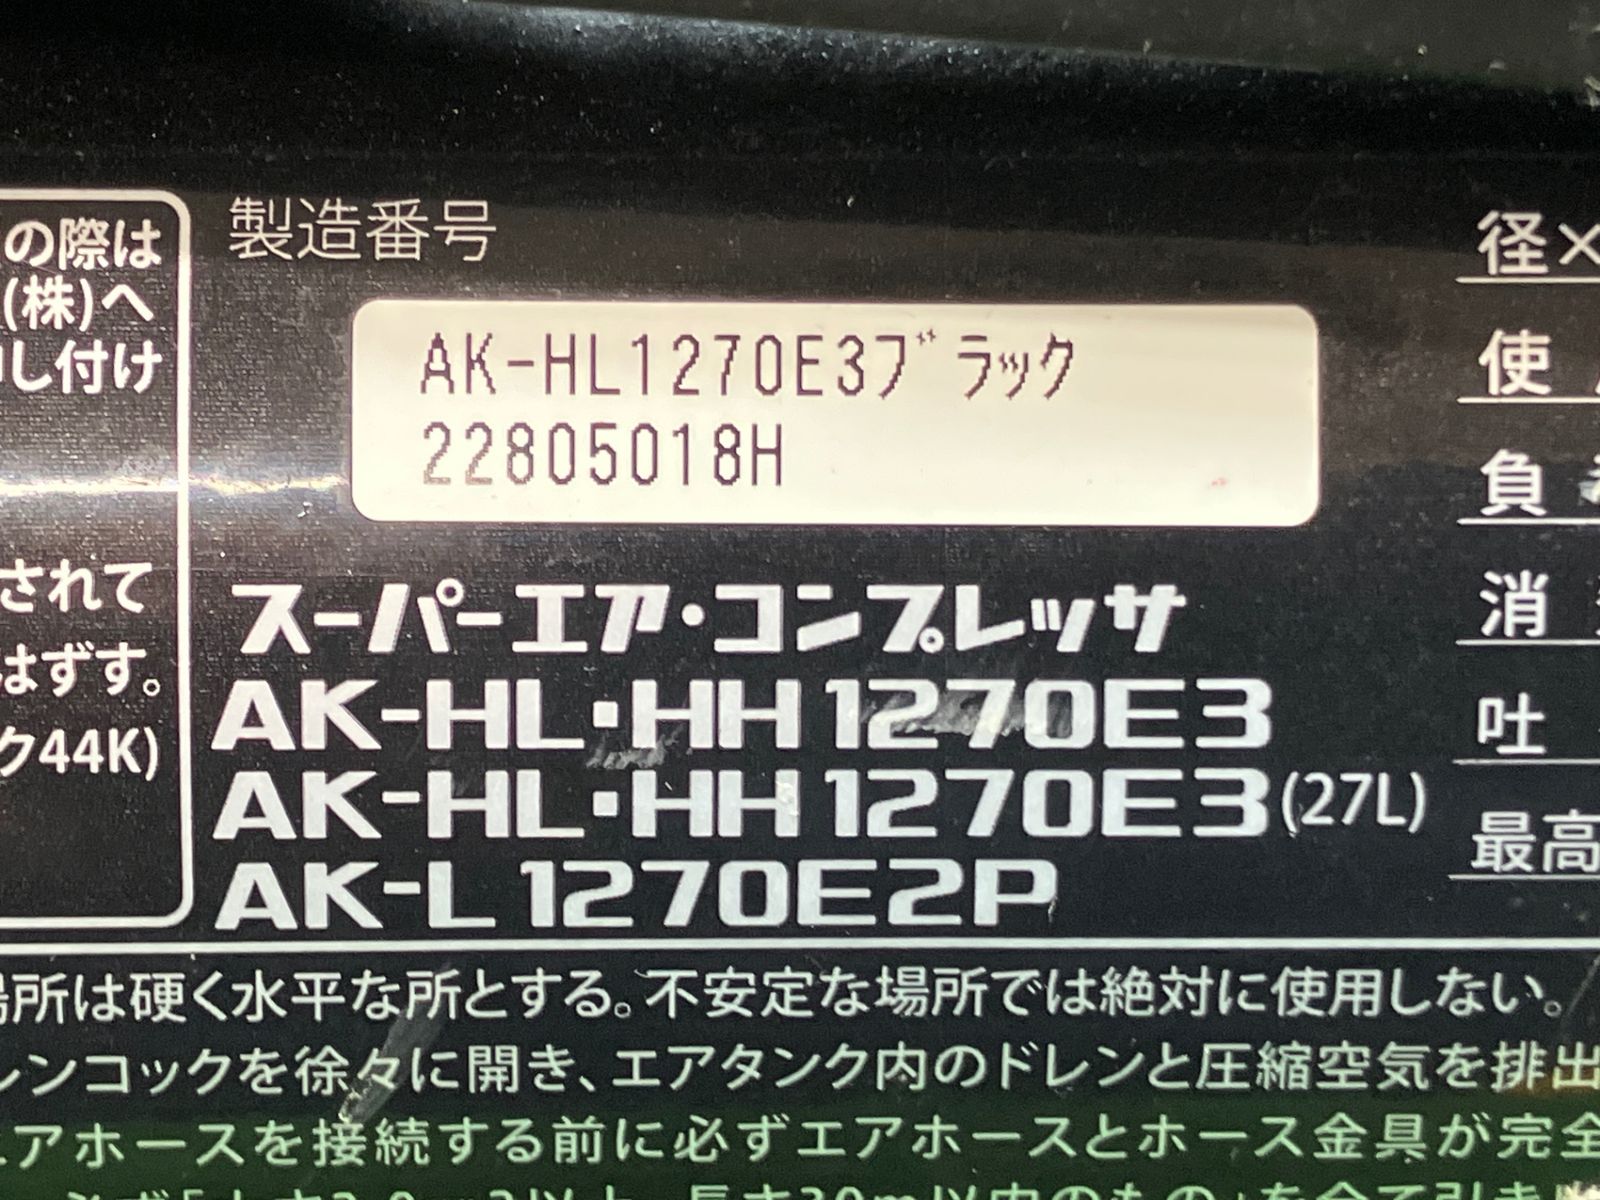 の際は
(株)へ
し付け
されて
はずす。
ク44K)
製造番号
AK-HL1270E3ブラック
22805018H
スーパーエア・コンプレッサ
AK-HL・HH1270E3
AK-HL・HH1270E3(27L)
AK-L1270E2P
径×
使
負
消
吐
最高
場所は硬く水平な所とする。不安定な場所では絶対に使用しない。
レンコックを徐々に開き、エアタンク内のドレンと圧縮空気を排出
エアホースを接続する前に必ずエアホースとホース金具が完全